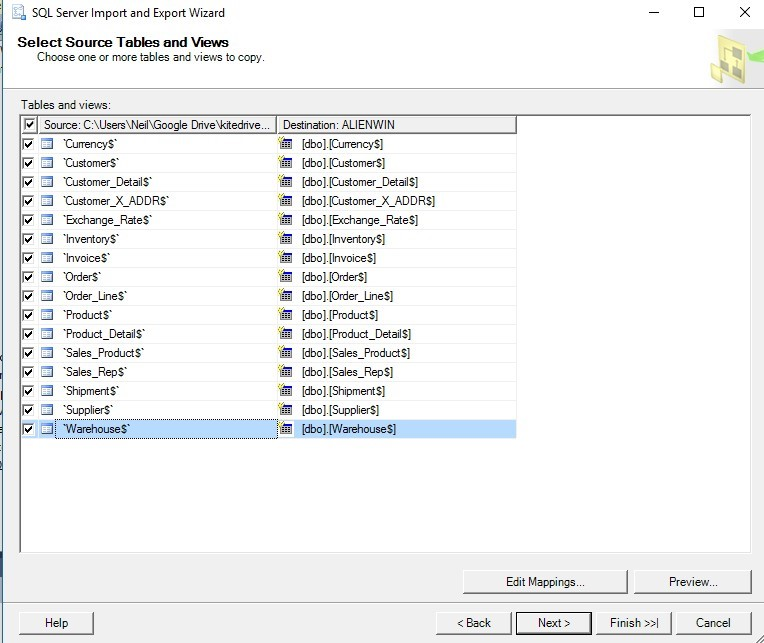 SQL Server Import and Export Wizard
Select Source Tables and Views
Choose one or more tables and views to copy.
Tables and views:
Source: C:\Users\Neil\Google Drive\kitedrive... Destination: ALIENWIN
`Currency$` [dbo].[Currency$]
`Customer$` [dbo].[Customer$]
`Customer_Detail$` [dbo].[Customer_Detail$]
`Customer_X_ADDR$` [dbo].[Customer_X_ADDR$]
`Exchange_Rate$` [dbo].[Exchange_Rate$]
`Inventory$` [dbo].[Inventory$]
`Invoice$` [dbo].[Invoice$]
`Order$` [dbo].[Order$]
`Order_Line$` [dbo].[Order_Line$]
`Product$` [dbo].[Product$]
`Product_Detail$` [dbo].[Product_Detail$]
`Sales_Product$` [dbo].[Sales_Product$]
`Sales_Rep$` [dbo].[Sales_Rep$]
`Shipment$` [dbo].[Shipment$]
`Supplier$` [dbo].[Supplier$]
`Warehouse$` [dbo].[Warehouse$]
Edit Mappings... Preview...
Help < Back Next > Finish >>| Cancel